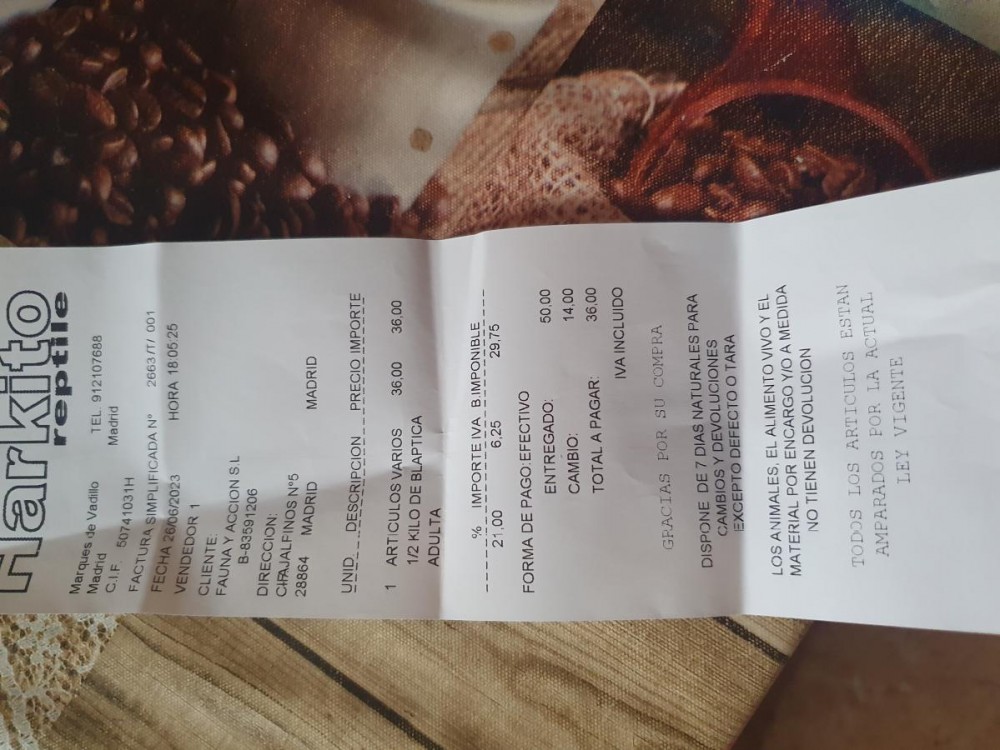 Harkito
reptile
Marques de Vadillo TEL. 912107688
Madrid Madrid
C.I.F. 50741031H
FACTURA SIMPLIFICADA Nº 2663/T/ 001
FECHA 26/06/2023 HORA 18:05:25
VENDEDOR 1
CLIENTE:
FAUNA Y ACCION S.L
B-83591206
DIRECCION:
C\PAJALFINOS Nº5
28864 MADRID MADRID
UNID DESCRIPCION PRECIO IMPORTE
1 ARTICULOS VARIOS 36,00 36,00
1/2 KILO DE BLAPTICA
ADULTA
% IMPORTE IVA B.IMPONIBLE
21,00 6,25 29,75
FORMA DE PAGO: EFECTIVO
ENTREGADO: 50,00
CAMBIO: 14,00
TOTAL A PAGAR: 36,00
IVA INCLUIDO
GRACIAS POR SU COMPRA
DISPONE DE 7 DIAS NATURALES PARA
CAMBIOS Y DEVOLUCIONES
EXCEPTO DEFECTO O TARA
LOS ANIMALES, EL ALIMENTO VIVO Y EL
MATERIAL POR ENCARGO Y/O A MEDIDA
NO TIENEN DEVOLUCION
TODOS LOS ARTICULOS ESTAN
AMPARADOS POR LA ACTUAL
LEY VIGENTE